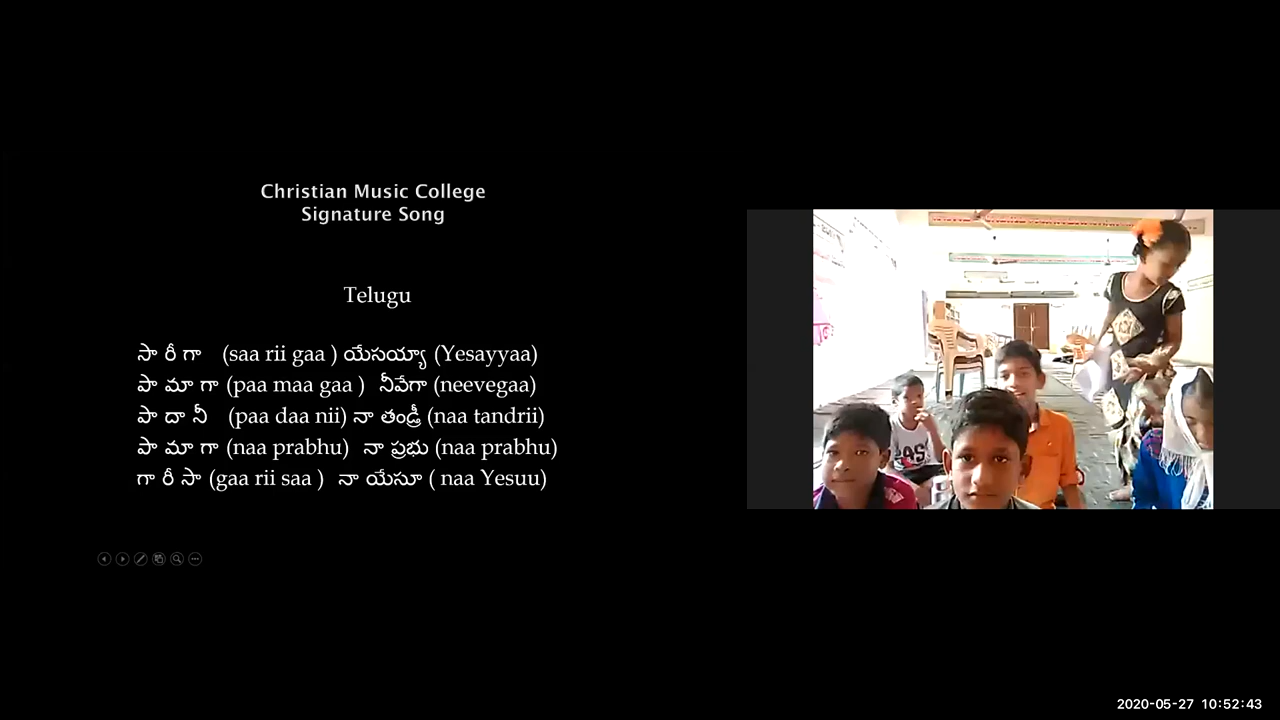 Christian Music College
Signature Song
Telugu
సా రీ గా (saa rii gaa ) యేసయ్యా (Yesayyaa)
పా మా గా (paa maa gaa ) నీవేగా (neevegaa)
పా దా నీ (paa daa nii) నా తండ్రీ (naa tandrii)
పా మా గా (naa prabhu) నా ప్రభు (naa prabhu)
గా రీ సా (gaa rii saa ) నా యేసూ ( naa Yesuu)
2020-05-27 10:52:43